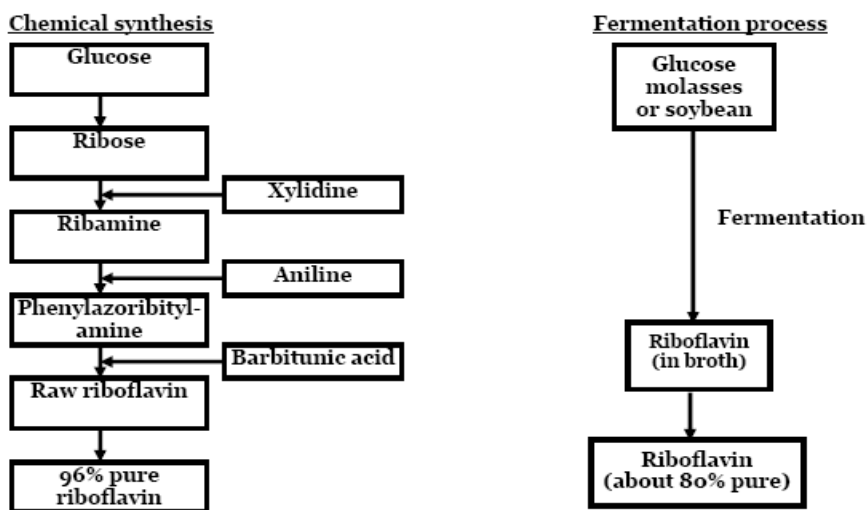 Chemical synthesis
Glucose
Ribose
Xylidine
Ribamine
Aniline
Phenylazoribityl-
amine
Barbitunic acid
Raw riboflavin
96% pure
riboflavin
Fermentation process
Glucose
molasses
or soybean
Fermentation
Riboflavin
(in broth)
Riboflavin
(about 80% pure)